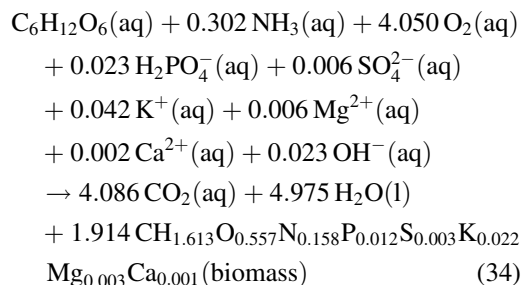 C₆H₁₂O₆(aq) + 0.302 NH₃(aq) + 4.050 O₂(aq)
+ 0.023 H₂PO₄⁻(aq) + 0.006 SO₄²⁻(aq)
+ 0.042 K⁺(aq) + 0.006 Mg²⁺(aq)
+ 0.002 Ca²⁺(aq) + 0.023 OH⁻(aq)
→ 4.086 CO₂(aq) + 4.975 H₂O(l)
+ 1.914 CH₁.₆₁₃O₀.₅₅₇N₀.₁₅₈P₀.₀₁₂S₀.₀₀₃K₀.₀₂₂
Mg₀.₀₀₃Ca₀.₀₀₁(biomass) (34)